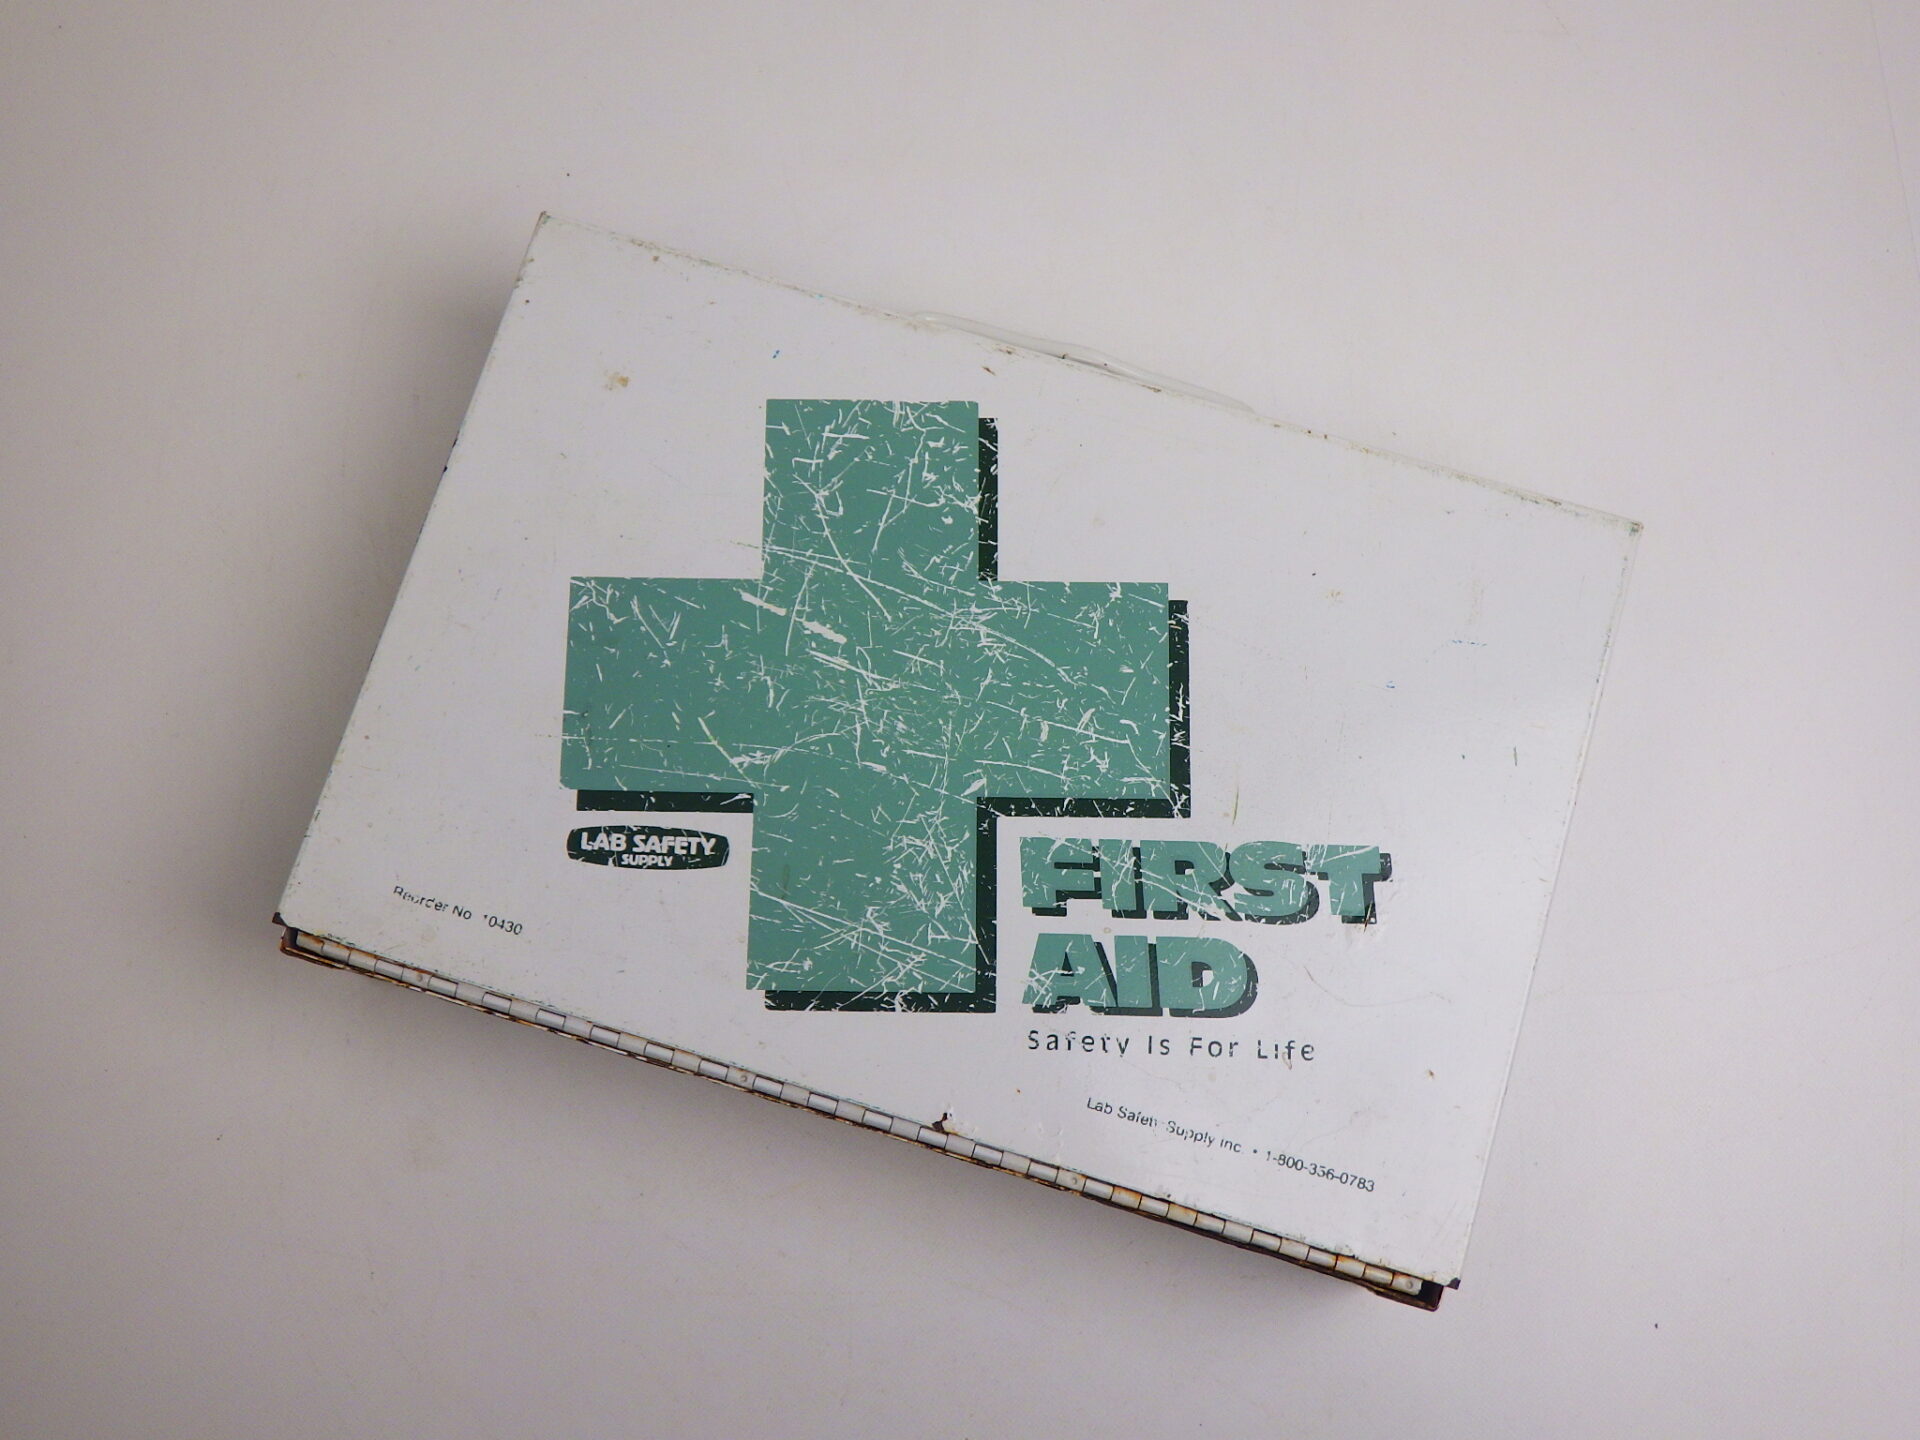 LAB SAFETY
SUPPLY
Reorder No 10430
FIRST
AID
Safety Is For Life
Lab Safety Supply Inc. • 1-800-356-0783